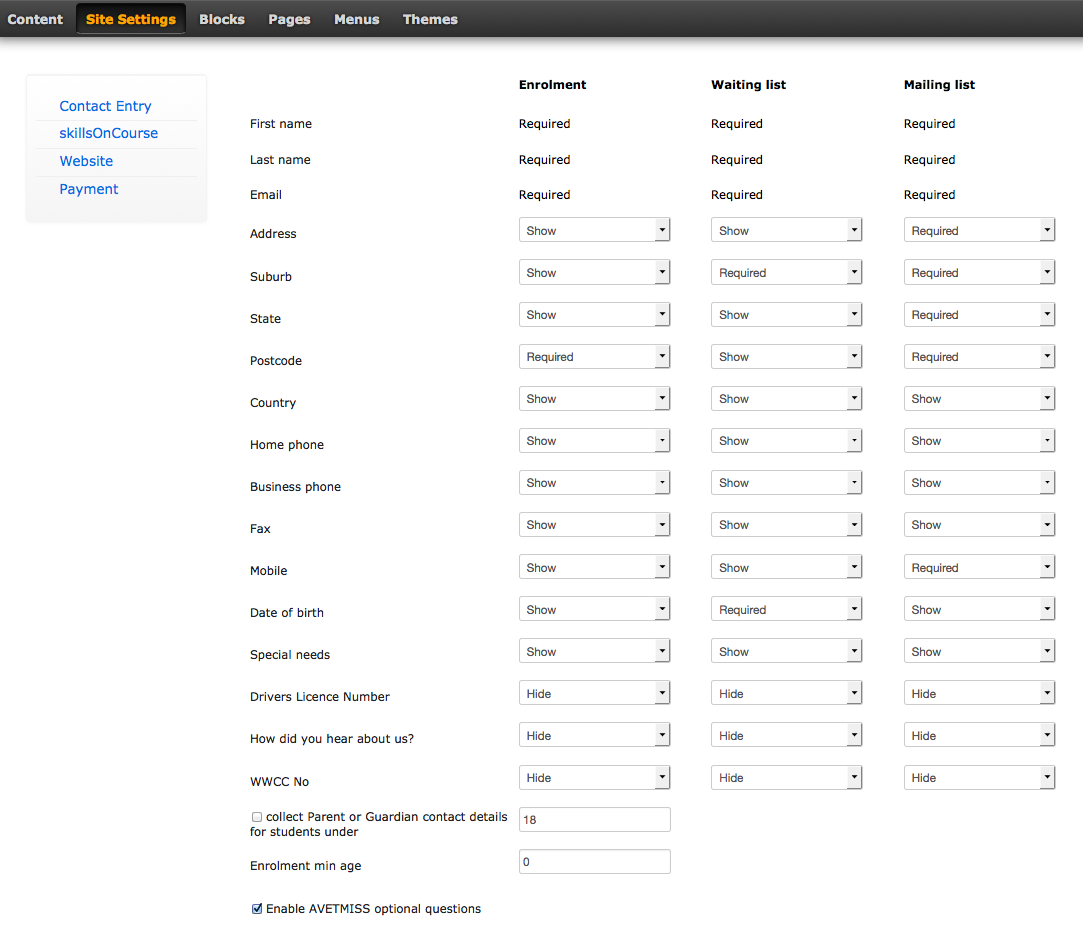 Content Site Settings Blocks Pages Menus Themes
Contact Entry
skillsOnCourse
Website
Payment
Enrolment Waiting list Mailing list
First name Required Required Required
Last name Required Required Required
Email Required Required Required
Address Show Show Required
Suburb Show Required Required
State Show Show Required
Postcode Required Show Required
Country Show Show Show
Home phone Show Show Show
Business phone Show Show Show
Fax Show Show Show
Mobile Show Show Required
Date of birth Show Required Show
Special needs Show Show Show
Drivers Licence Number Hide Hide Hide
How did you hear about us? Hide Hide Hide
WWCC No Hide Hide Hide
collect Parent or Guardian contact details
for students under 18
Enrolment min age 0
Enable AVETMISS optional questions